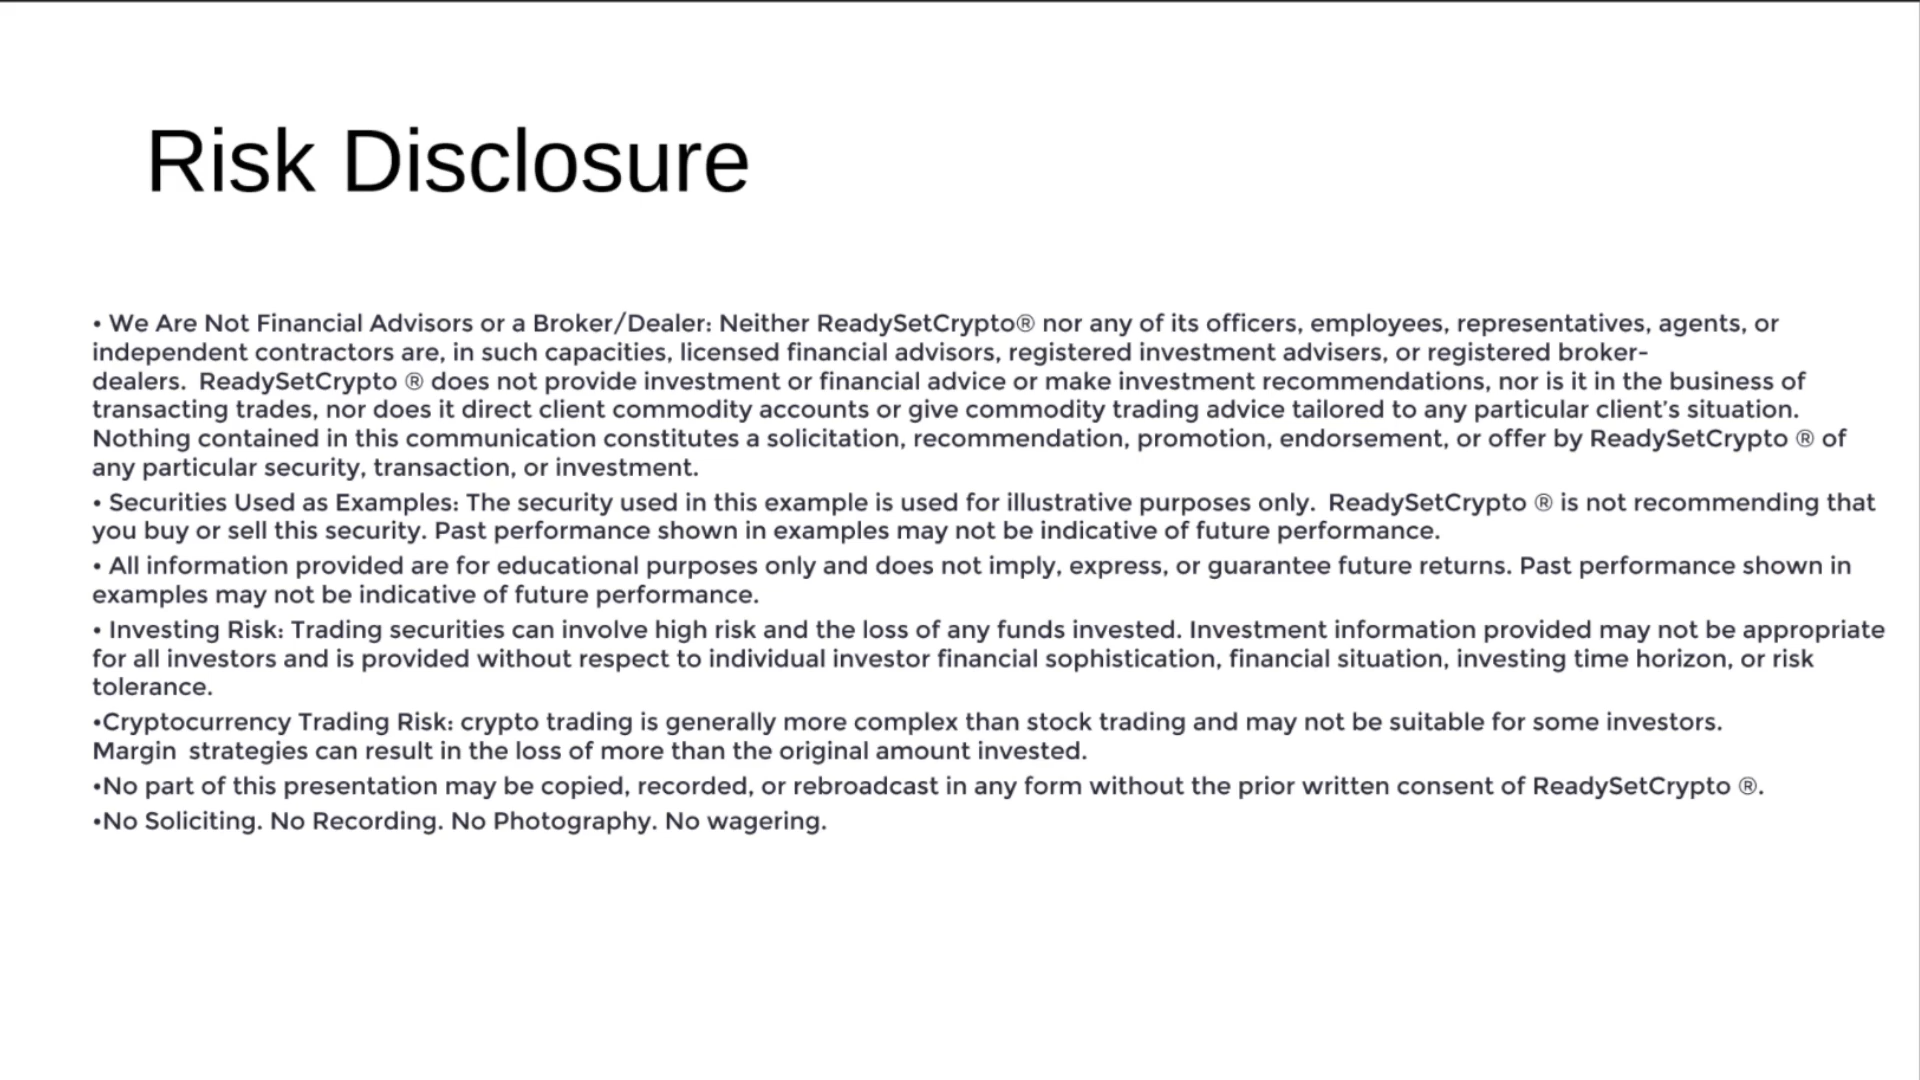 Risk Disclosure
• We Are Not Financial Advisors or a Broker/Dealer: Neither ReadySetCrypto® nor any of its officers, employees, representatives, agents, or
independent contractors are, in such capacities, licensed financial advisors, registered investment advisers, or registered broker-
dealers.  ReadySetCrypto ® does not provide investment or financial advice or make investment recommendations, nor is it in the business of
transacting trades, nor does it direct client commodity accounts or give commodity trading advice tailored to any particular client’s situation.
Nothing contained in this communication constitutes a solicitation, recommendation, promotion, endorsement, or offer by ReadySetCrypto ® of
any particular security, transaction, or investment.
• Securities Used as Examples: The security used in this example is used for illustrative purposes only.  ReadySetCrypto ® is not recommending that
you buy or sell this security. Past performance shown in examples may not be indicative of future performance.
• All information provided are for educational purposes only and does not imply, express, or guarantee future returns. Past performance shown in
examples may not be indicative of future performance.
• Investing Risk: Trading securities can involve high risk and the loss of any funds invested. Investment information provided may not be appropriate
for all investors and is provided without respect to individual investor financial sophistication, financial situation, investing time horizon, or risk
tolerance.
•Cryptocurrency Trading Risk: crypto trading is generally more complex than stock trading and may not be suitable for some investors.
Margin  strategies can result in the loss of more than the original amount invested.
•No part of this presentation may be copied, recorded, or rebroadcast in any form without the prior written consent of ReadySetCrypto ®.
•No Soliciting. No Recording. No Photography. No wagering.